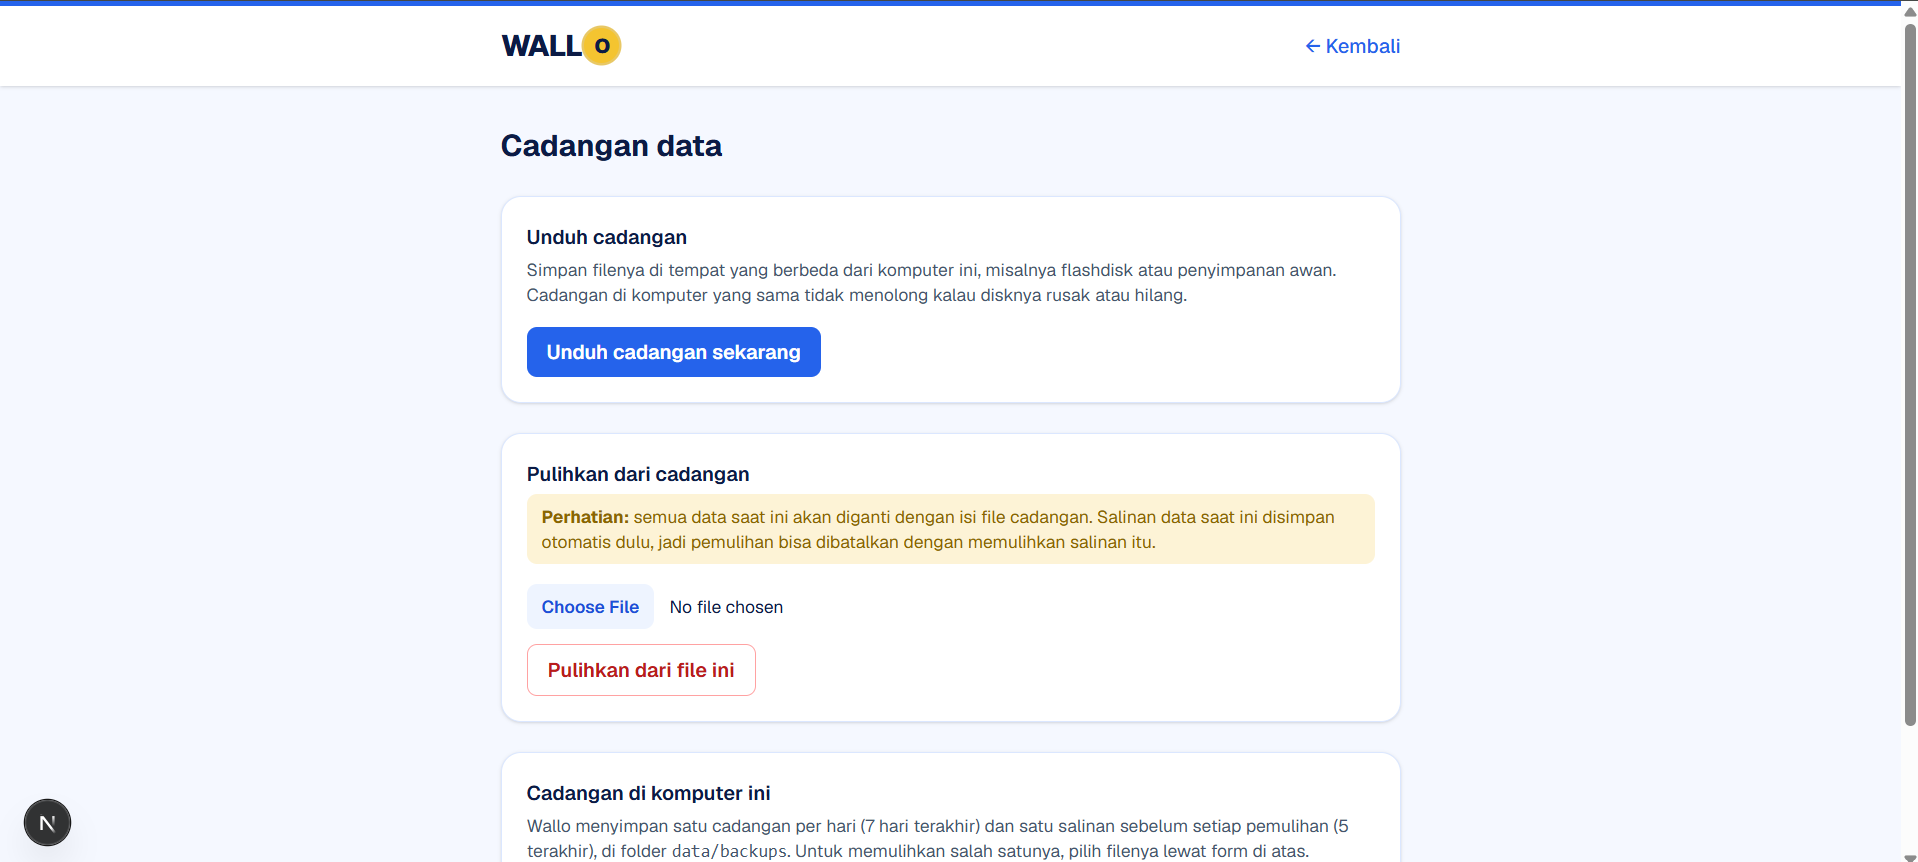 WALLO
← Kembali
Cadangan data
Unduh cadangan
Simpan filenya di tempat yang berbeda dari komputer ini, misalnya flashdisk atau penyimpanan awan.
Cadangan di komputer yang sama tidak menolong kalau disknya rusak atau hilang.
Unduh cadangan sekarang
Pulihkan dari cadangan
Perhatian: semua data saat ini akan diganti dengan isi file cadangan. Salinan data saat ini disimpan
otomatis dulu, jadi pemulihan bisa dibatalkan dengan memulihkan salinan itu.
Choose File No file chosen
Pulihkan dari file ini
Cadangan di komputer ini
Wallo menyimpan satu cadangan per hari (7 hari terakhir) dan satu salinan sebelum setiap pemulihan (5
terakhir), di folder data/backups. Untuk memulihkan salah satunya, pilih filenya lewat form di atas.
N